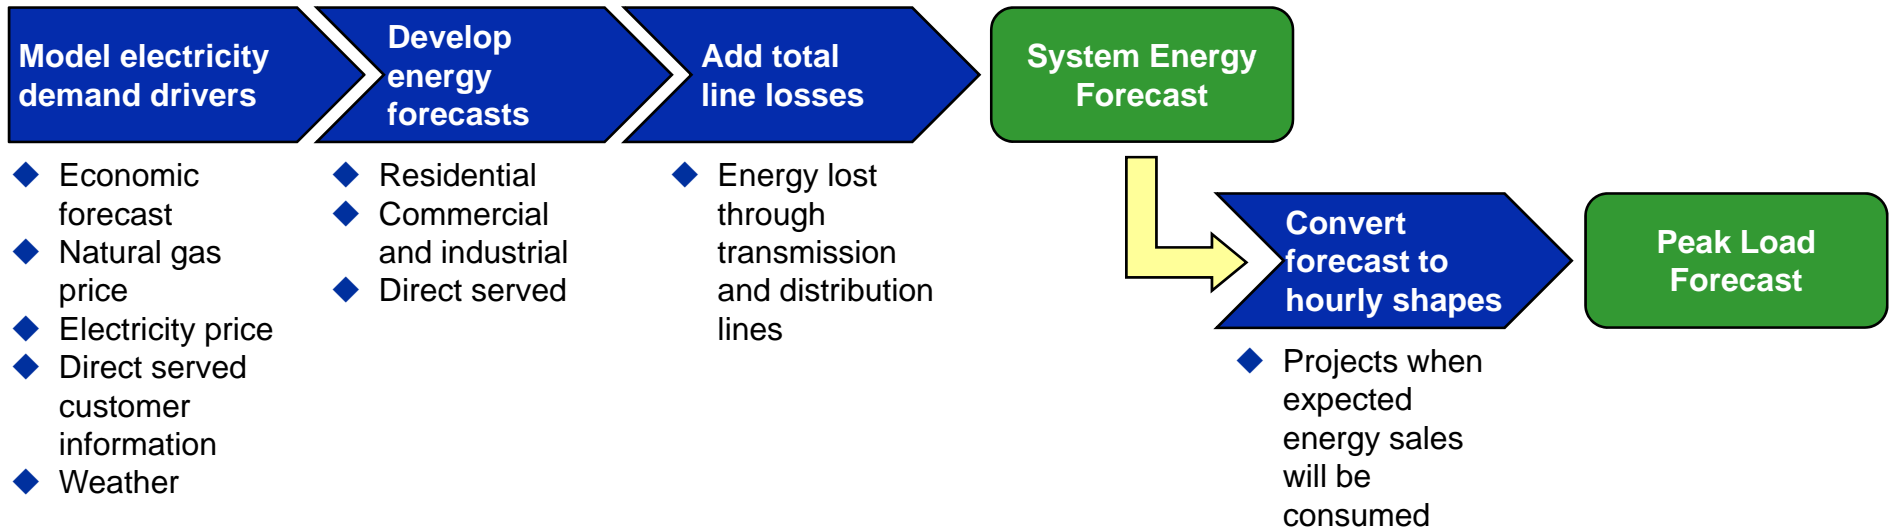 Model electricity
demand drivers
Economic
forecast
Natural gas
price
Electricity price
Direct served
customer
information
Weather
Develop
energy
forecasts
Residential
Commercial
and industrial
Direct served
Add total
line losses
Energy lost
through
transmission
and distribution
lines
System Energy
Forecast
Convert
forecast to
hourly shapes
Projects when
expected
energy sales
will be
consumed
Peak Load
Forecast